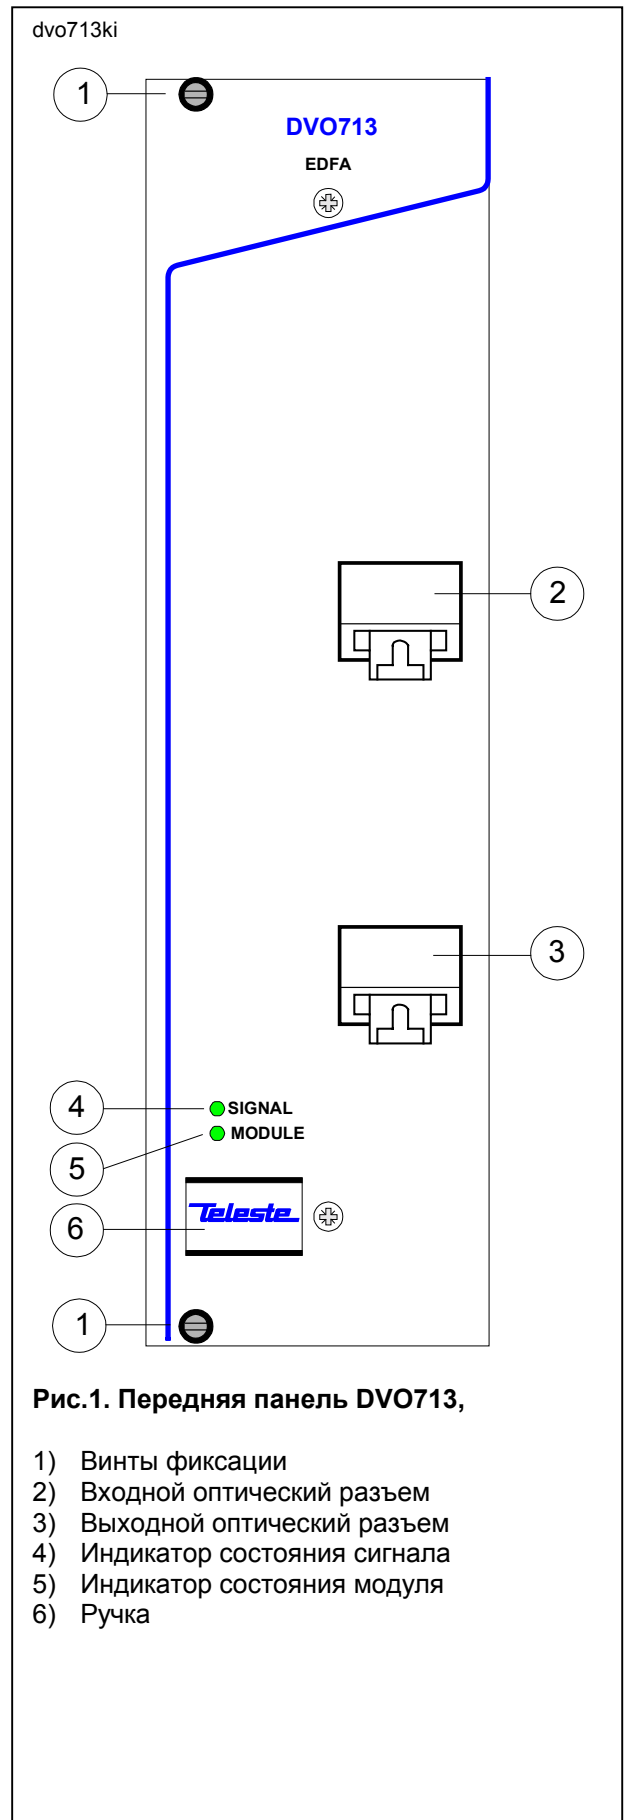 dvo713ki
1
DVO713
EDFA
2
3
4
SIGNAL
MODULE
5
Teleste
6
1
Рис.1. Передняя панель DVO713,
1) Винты фиксации
2) Входной оптический разъем
3) Выходной оптический разъем
4) Индикатор состояния сигнала
5) Индикатор состояния модуля
6) Ручка